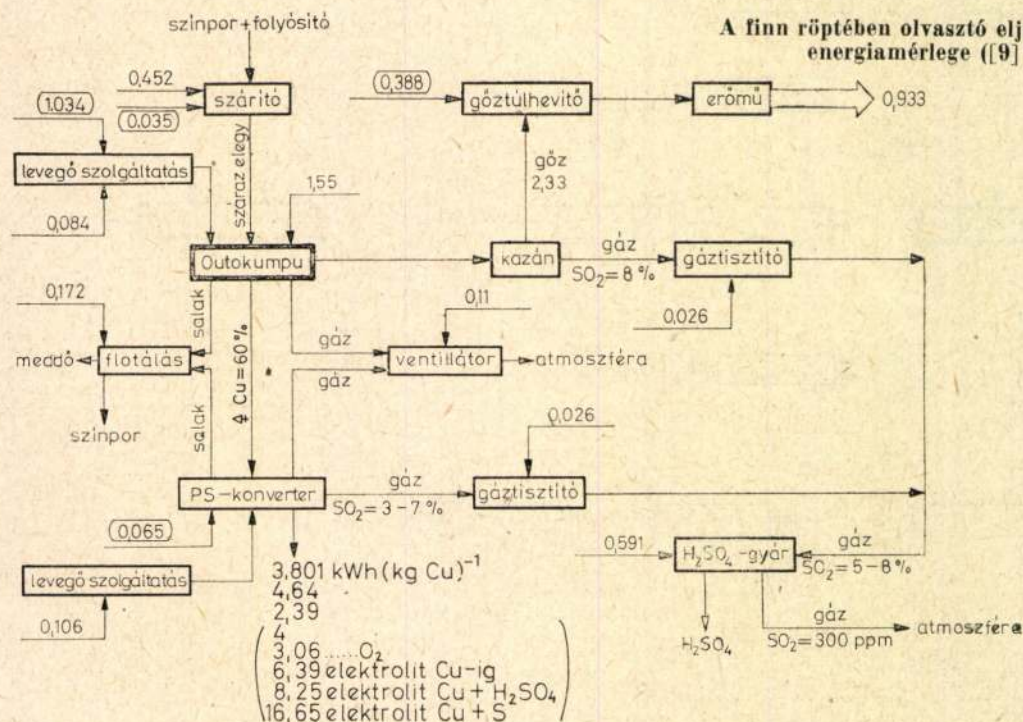 A finn röptében olvasztó elj
energiamérlege ([9]
színpor+folyósító
0,452
(0.035)
szárító
(1.034)
levegő szolgáltatás
0,084
száraz elegy
1,55
(0,388)
gőztúlhevítő
erőmű
0,933
gőz
2,33
Outokumpu
kazán
gáz
SO₂=8%
gáztisztító
0,026
0,172
salak
meddő
flotálás
színpor
salak
Cu=60%
gáz
gáz
0,11
ventillátor
atmoszféra
0,026
PS-konverter
gáz
SO₂=3-7%
gáztisztító
(0,065)
levegő szolgáltatás
0,106
0,591
H₂SO₄-gyár
gáz
SO₂=5-8%
H₂SO₄
gáz
SO₂=300 ppm
atmoszféra
3,801 kWh(kg Cu)⁻¹
4,64
2,39
4
3,06......O₂
6,39 elektrolit Cu-ig
8,25 elektrolit Cu + H₂SO₄
16,65 elektrolit Cu + S